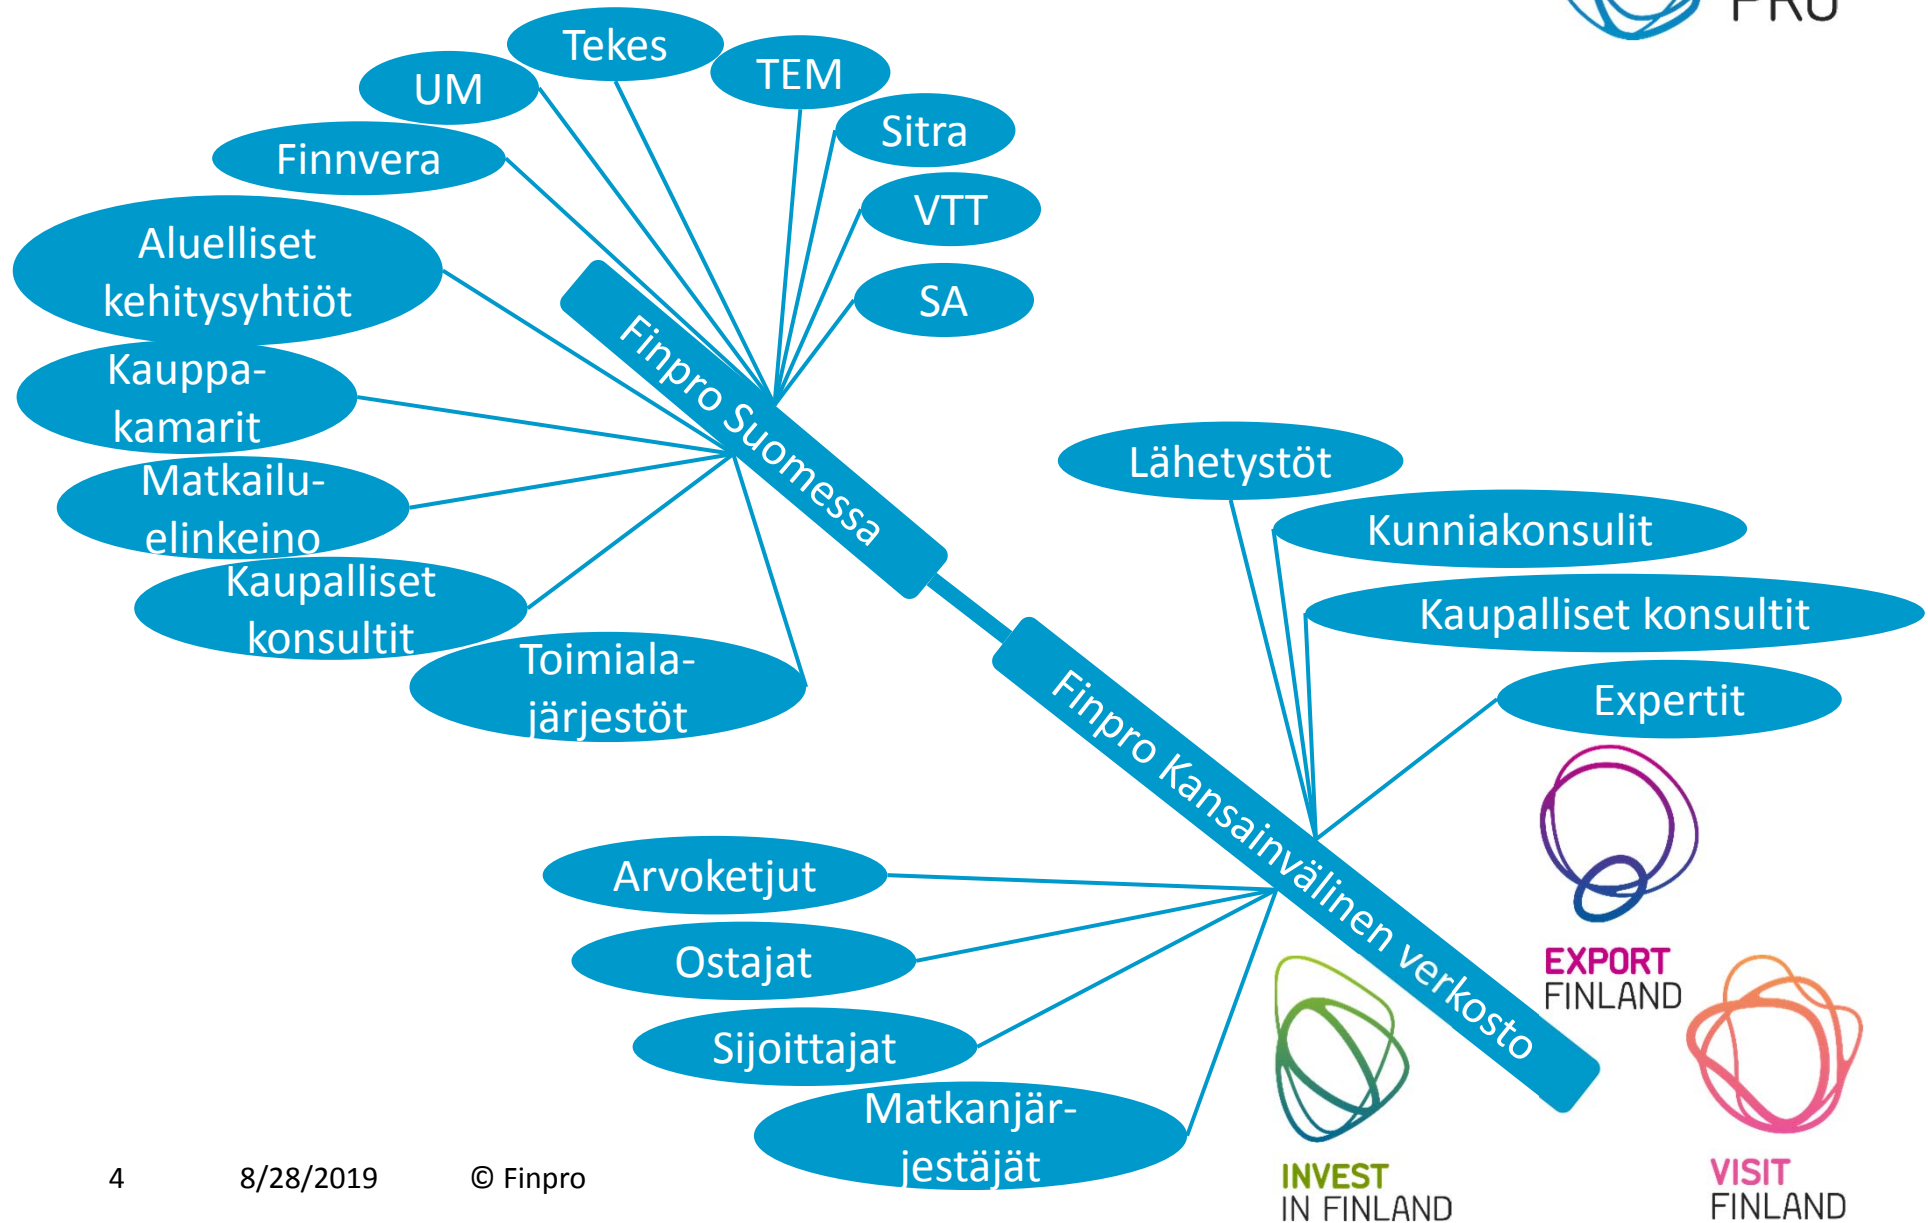 PRO
Tekes
UM
TEM
Sitra
Finnvera
VTT
Aluelliset
kehitysyhtiöt
SA
Finpro Suomessa
Kauppa-
kamarit
Matkailu-
elinkeino
Kaupalliset
konsultit
Toimiala-
järjestöt
Lähetystöt
Kunniakonsulit
Kaupalliset konsultit
Expertit
Finpro Kansainvälinen verkosto
Arvoketjut
Ostajat
Sijoittajat
Matkanjär-
jestäjät
EXPORT
FINLAND
INVEST
IN FINLAND
VISIT
FINLAND
4 8/28/2019 © Finpro